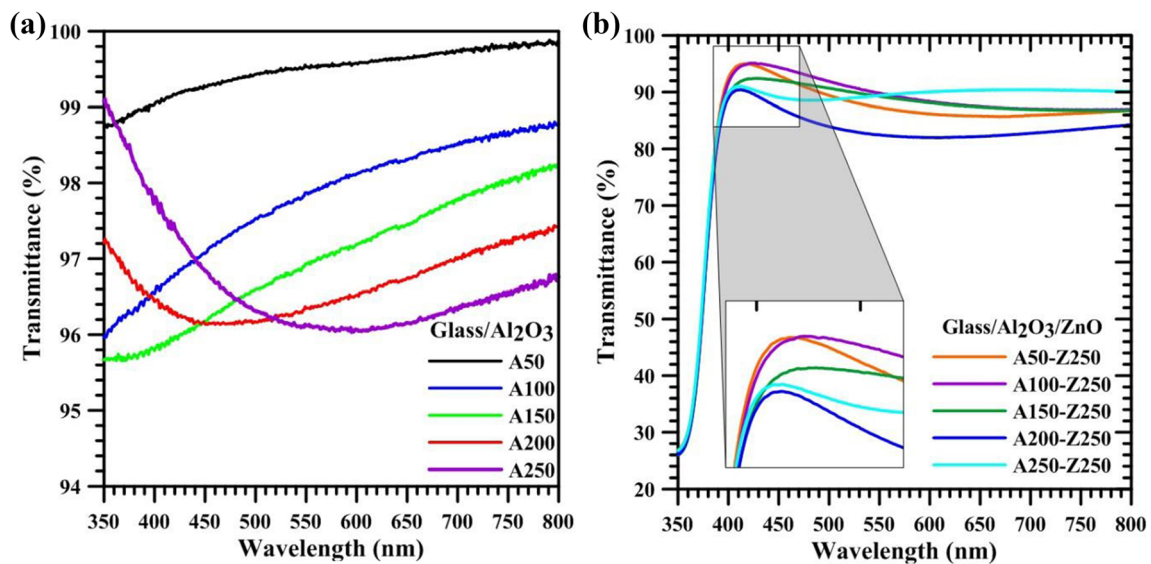 (a)
100
99
98
97
96
95
94
Transmittance (%)
350 400 450 500 550 600 650 700 750 800
Wavelength (nm)
Glass/Al2O3
A50
A100
A150
A200
A250
(b)
100
90
80
70
60
50
40
30
20
Transmittance (%)
350 400 450 500 550 600 650 700 750 800
Wavelength (nm)
Glass/Al2O3/ZnO
A50-Z250
A100-Z250
A150-Z250
A200-Z250
A250-Z250